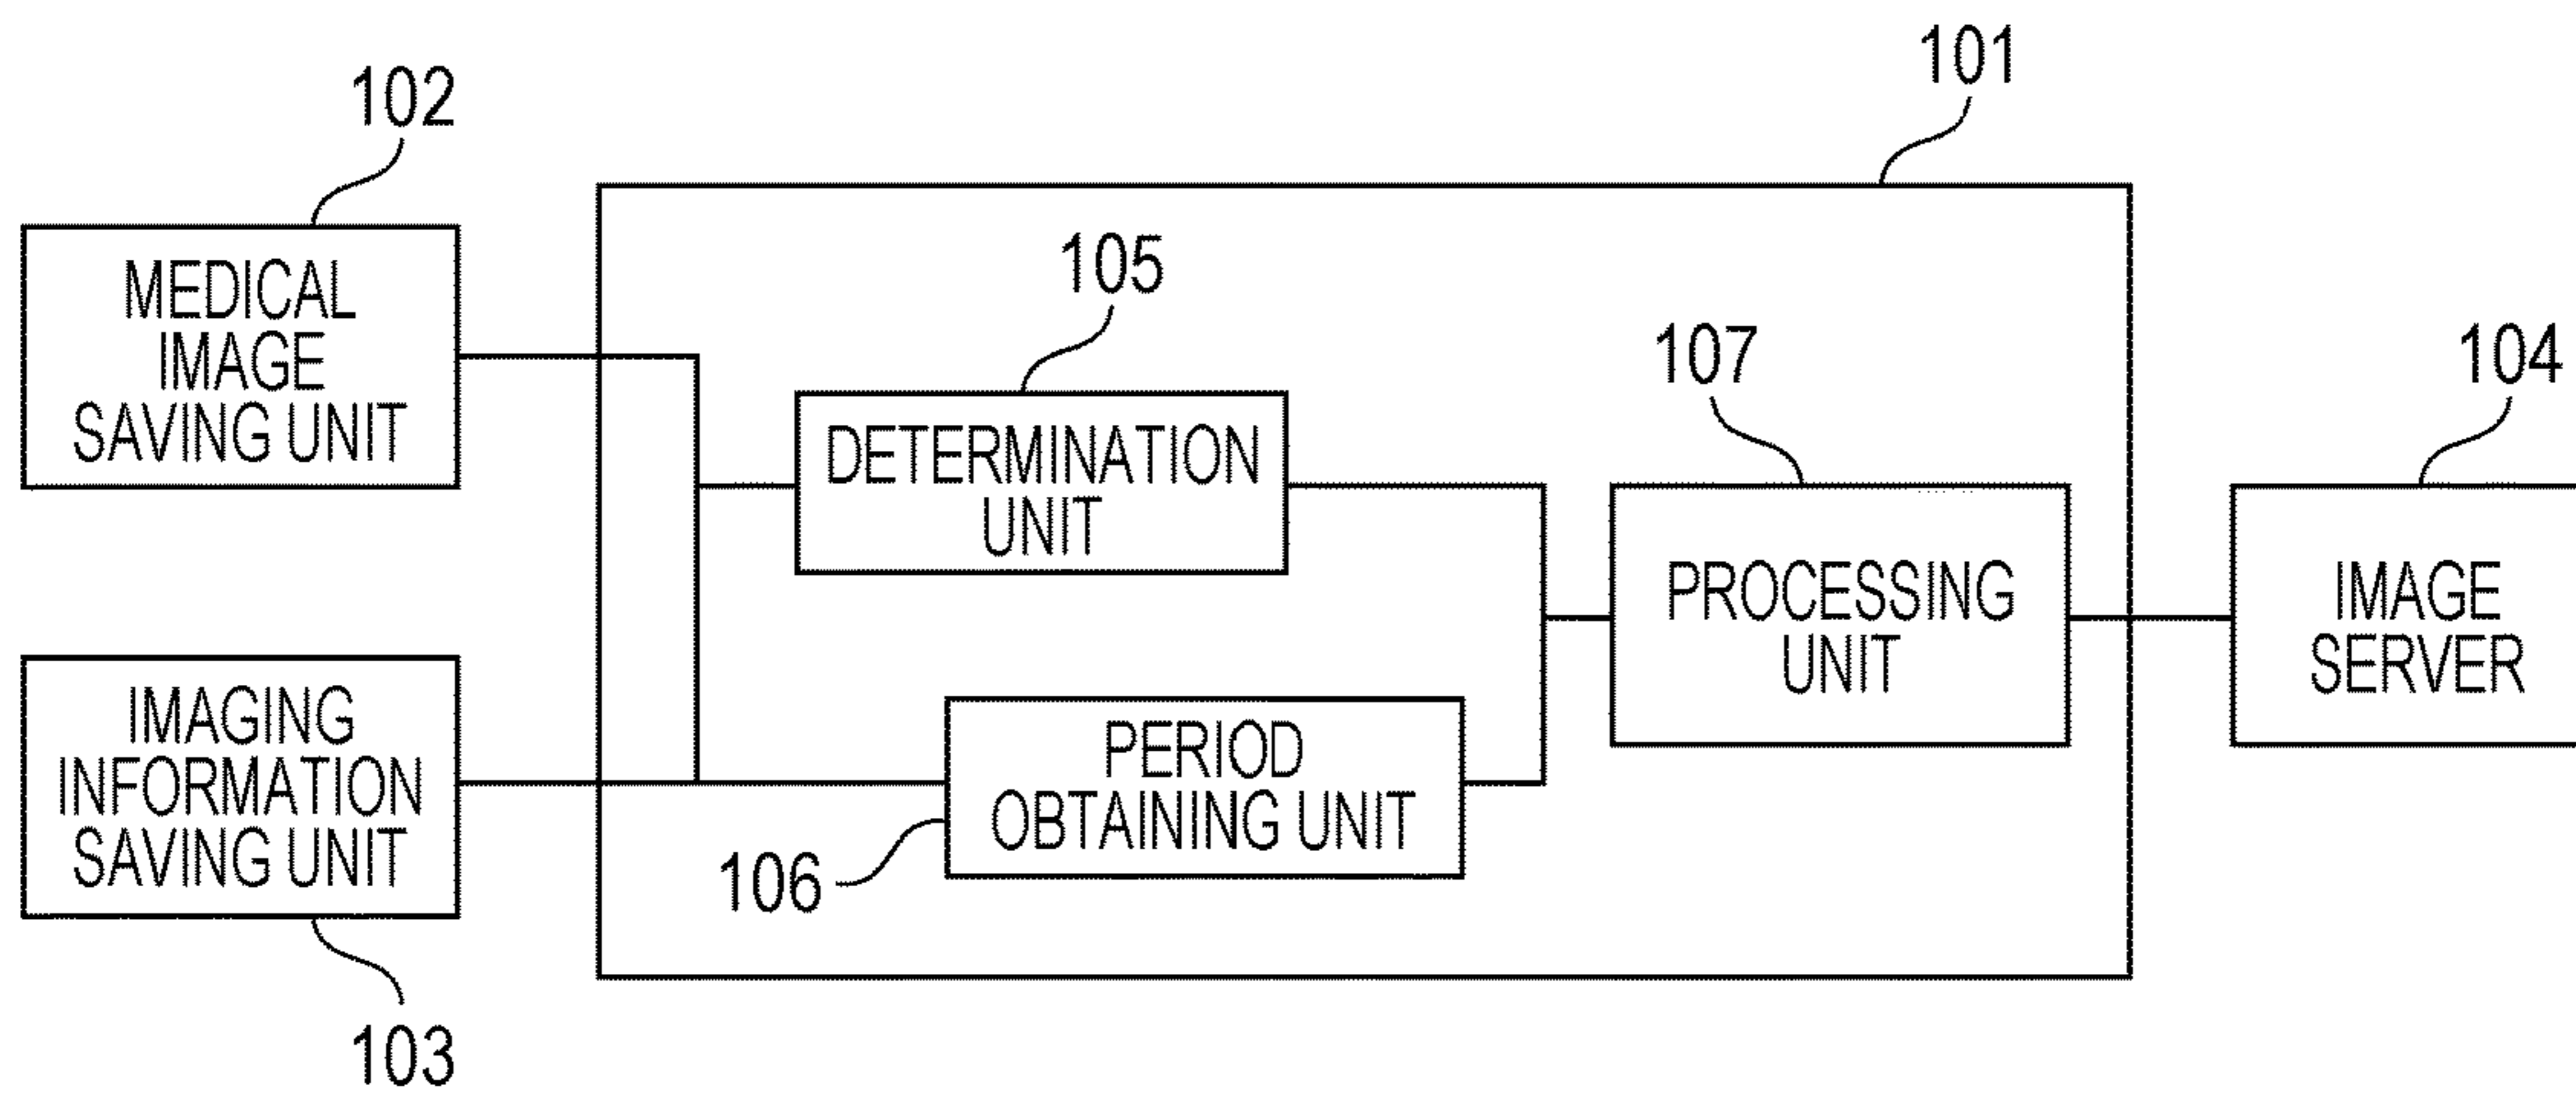 101
102
MEDICAL
IMAGE
SAVING UNIT
105
DETERMINATION
UNIT
107
PROCESSING
UNIT
104
IMAGE
SERVER
IMAGING
INFORMATION
SAVING UNIT
103
PERIOD
OBTAINING UNIT
106